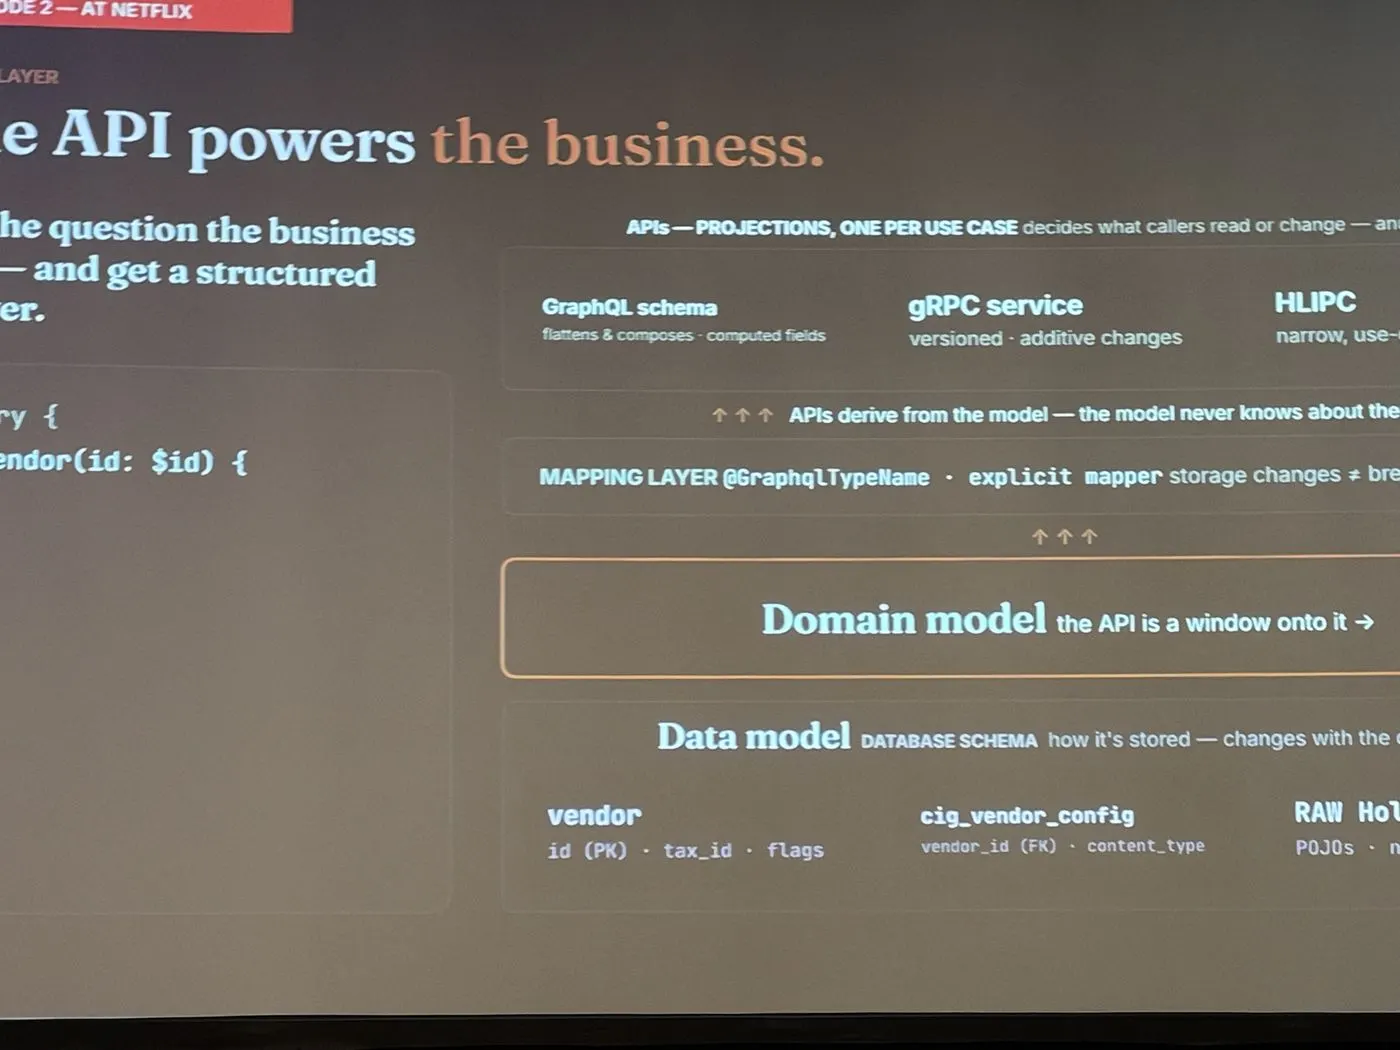 ODE 2 — AT NETFLIX
LAYER
e API powers the business.
he question the business
— and get a structured
er.
ry {
endor(id: $id) {
APIs — PROJECTIONS, ONE PER USE CASE decides what callers read or change — an
GraphQL schema
flattens & composes · computed fields
gRPC service
versioned · additive changes
HLIPC
narrow, use-
↑ ↑ ↑ APIs derive from the model — the model never knows about the
MAPPING LAYER @GraphqlTypeName · explicit mapper storage changes ≠ bre
↑ ↑ ↑
Domain model the API is a window onto it →
Data model DATABASE SCHEMA how it's stored — changes with the
vendor
id (PK) · tax_id · flags
cig_vendor_config
vendor_id (FK) · content_type
RAW Hol
POJOs · n